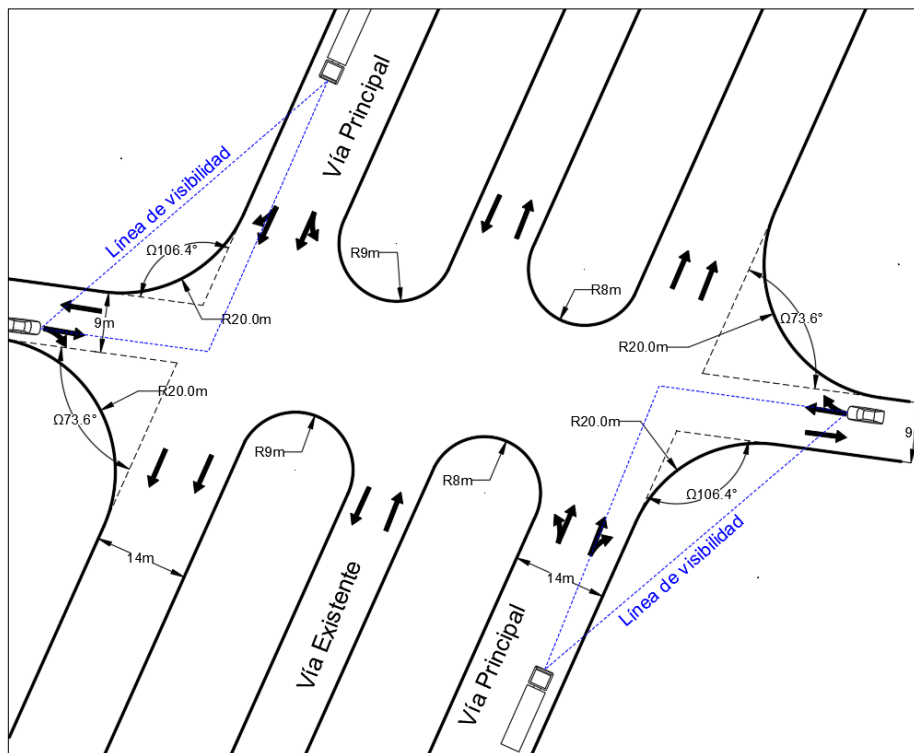 Vía Principal
Línea de visibilidad
Ω106.4°
R9m
R8m
9m
R20.0m
R20.0m
Ω73.6°
R20.0m
Ω73.6°
R20.0m
9
R9m
R8m
Ω106.4°
14m
14m
Línea de visibilidad
Vía Existente
Vía Principal